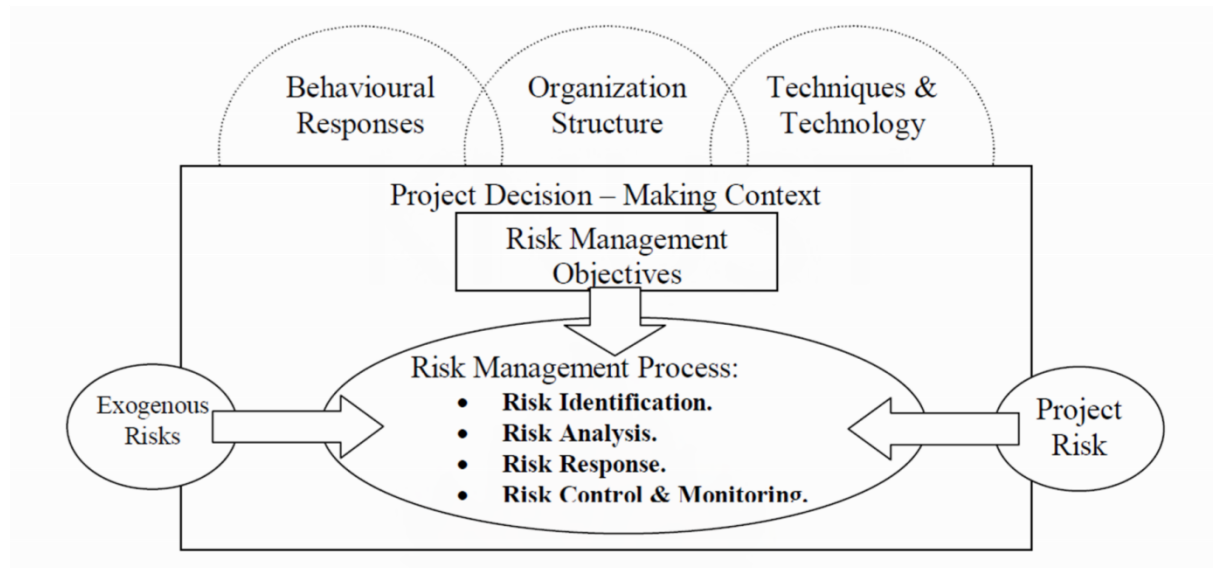 Behavioural
Responses
Organization
Structure
Techniques &
Technology
Project Decision – Making Context
Risk Management
Objectives
Risk Management Process:
• Risk Identification.
• Risk Analysis.
• Risk Response.
• Risk Control & Monitoring.
Exogenous
Risks
Project
Risk